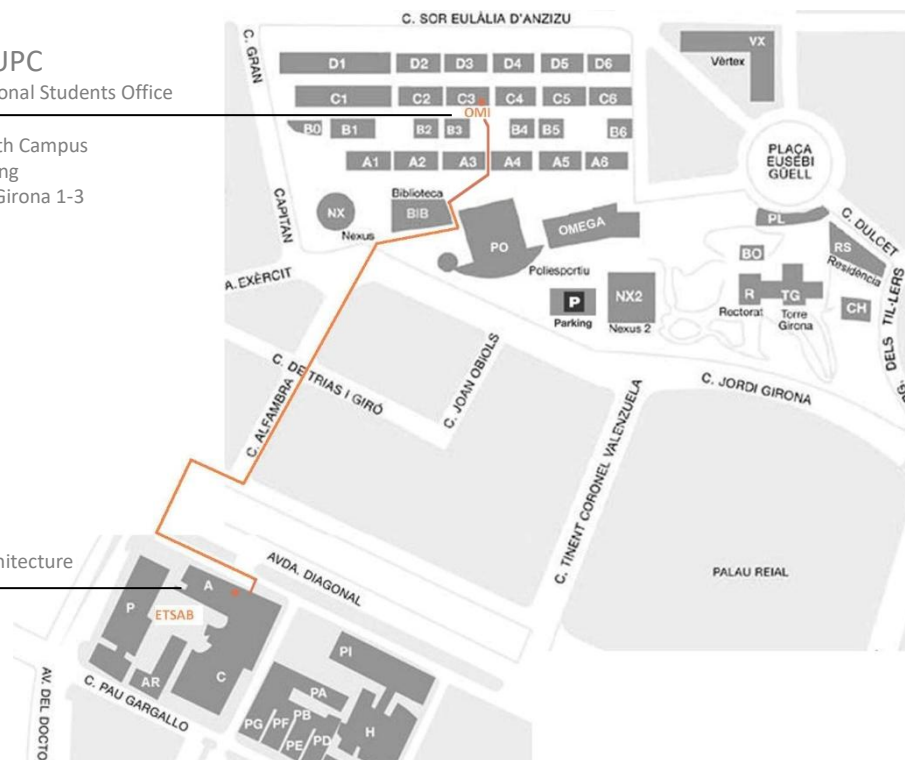 C. SOR EULÀLIA D'ANZIZU
C. GRAN
CAPITAN
VX
Vèrtex
UPC
onal Students Office
th Campus
ng
Girona 1-3
D1 D2 D3 D4 D5 D6
C1 C2 C3 C4 C5 C6
OMI
B0 B1 B2 B3 B4 B5 B6
A1 A2 A3 A4 A5 A6
PLAÇA
EUSEBI
GÜELL
Biblioteca
BIB
NX
Nexus
PO
Poliesportiu
OMEGA
PL
C. DULCET
BO
RS
Residència
A. EXÈRCIT
P
Parking
NX2
Nexus 2
R
Rectorat
TG
Torre
Girona
CH
DELS TIL·LERS
C. DE TRIAS I GIRÓ
C. JOAN OBIOLS
C. ALFAMBRA
C. JORDI GIRONA
C. TINENT CORONEL VALENZUELA
AVDA. DIAGONAL
PALAU REIAL
hitecture
A
P
ETSAB
AR
C
C. PAU GARGALLO
AV. DEL DOCTO
PI
PA
PG PF PB
PE PD
H